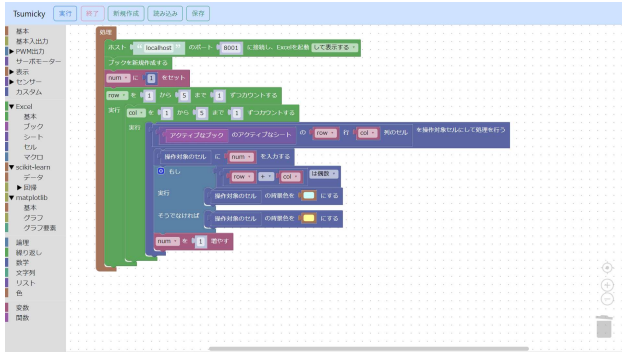 Tsumicky 実行 終了 新規作成 読み込み 保存
基本
基本入出力
PWM出力
サーボモーター
表示
センサー
カスタム
Excel
基本
ブック
シート
セル
マクロ
scikit-learn
データ
回帰
matplotlib
基本
グラフ
グラフ要素
論理
繰り返し
数学
文字列
リスト
色
変数
関数
処理
ホスト “ localhost ” のポート 8001 に接続し、Excelを起動 して表示する
ブックを新規作成する
num に 1 をセット
row を 1 から 5 まで 1 ずつカウントする
実行 col を 1 から 5 まで 1 ずつカウントする
実行 アクティブなブック のアクティブなシート の row 行 col 列のセル を操作対象セルにして処理を行う
操作対象のセル に num を入力する
もし row + col は偶数
実行 操作対象のセル の背景色を にする
そうでなければ 操作対象のセル の背景色を にする
num を 1 増やす